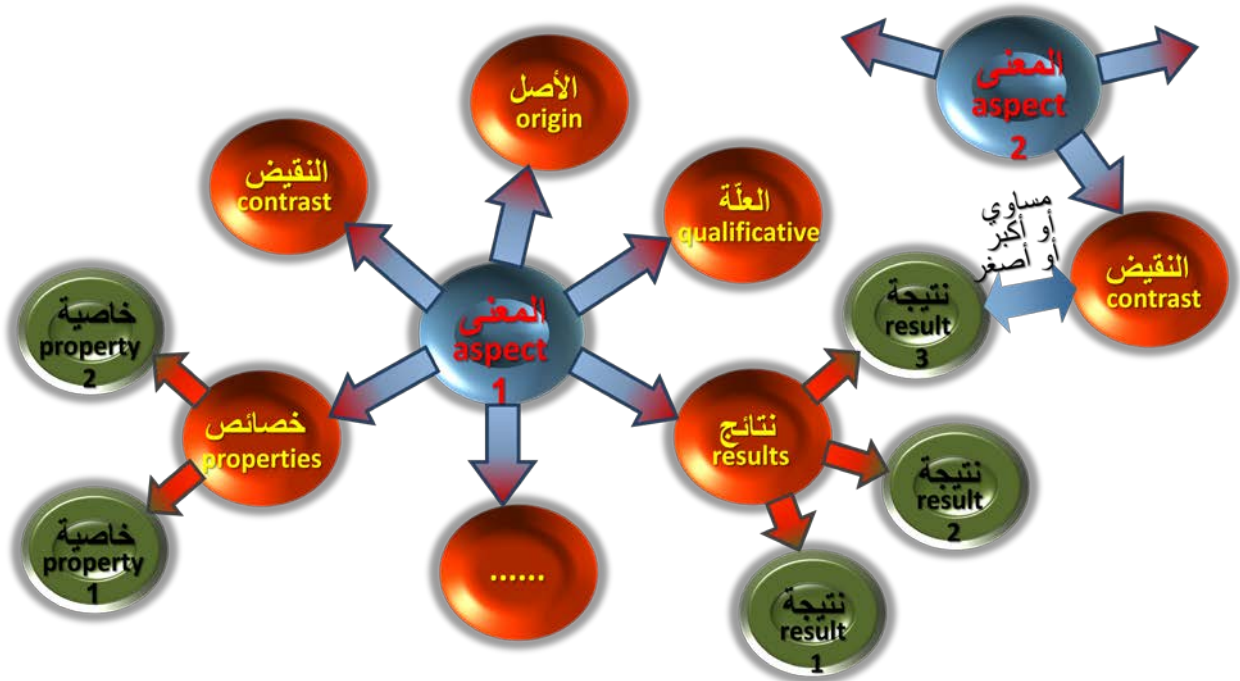 المعنى
aspect
2
الأصل
origin
النقيض
contrast
العلّة
qualificative
مساوي
أو أكبر
أو أصغر
النقيض
contrast
خاصية
property
2
المعنى
aspect
1
نتيجة
result
3
خصائص
properties
نتائج
results
نتيجة
result
2
خاصية
property
1
......
نتيجة
result
1